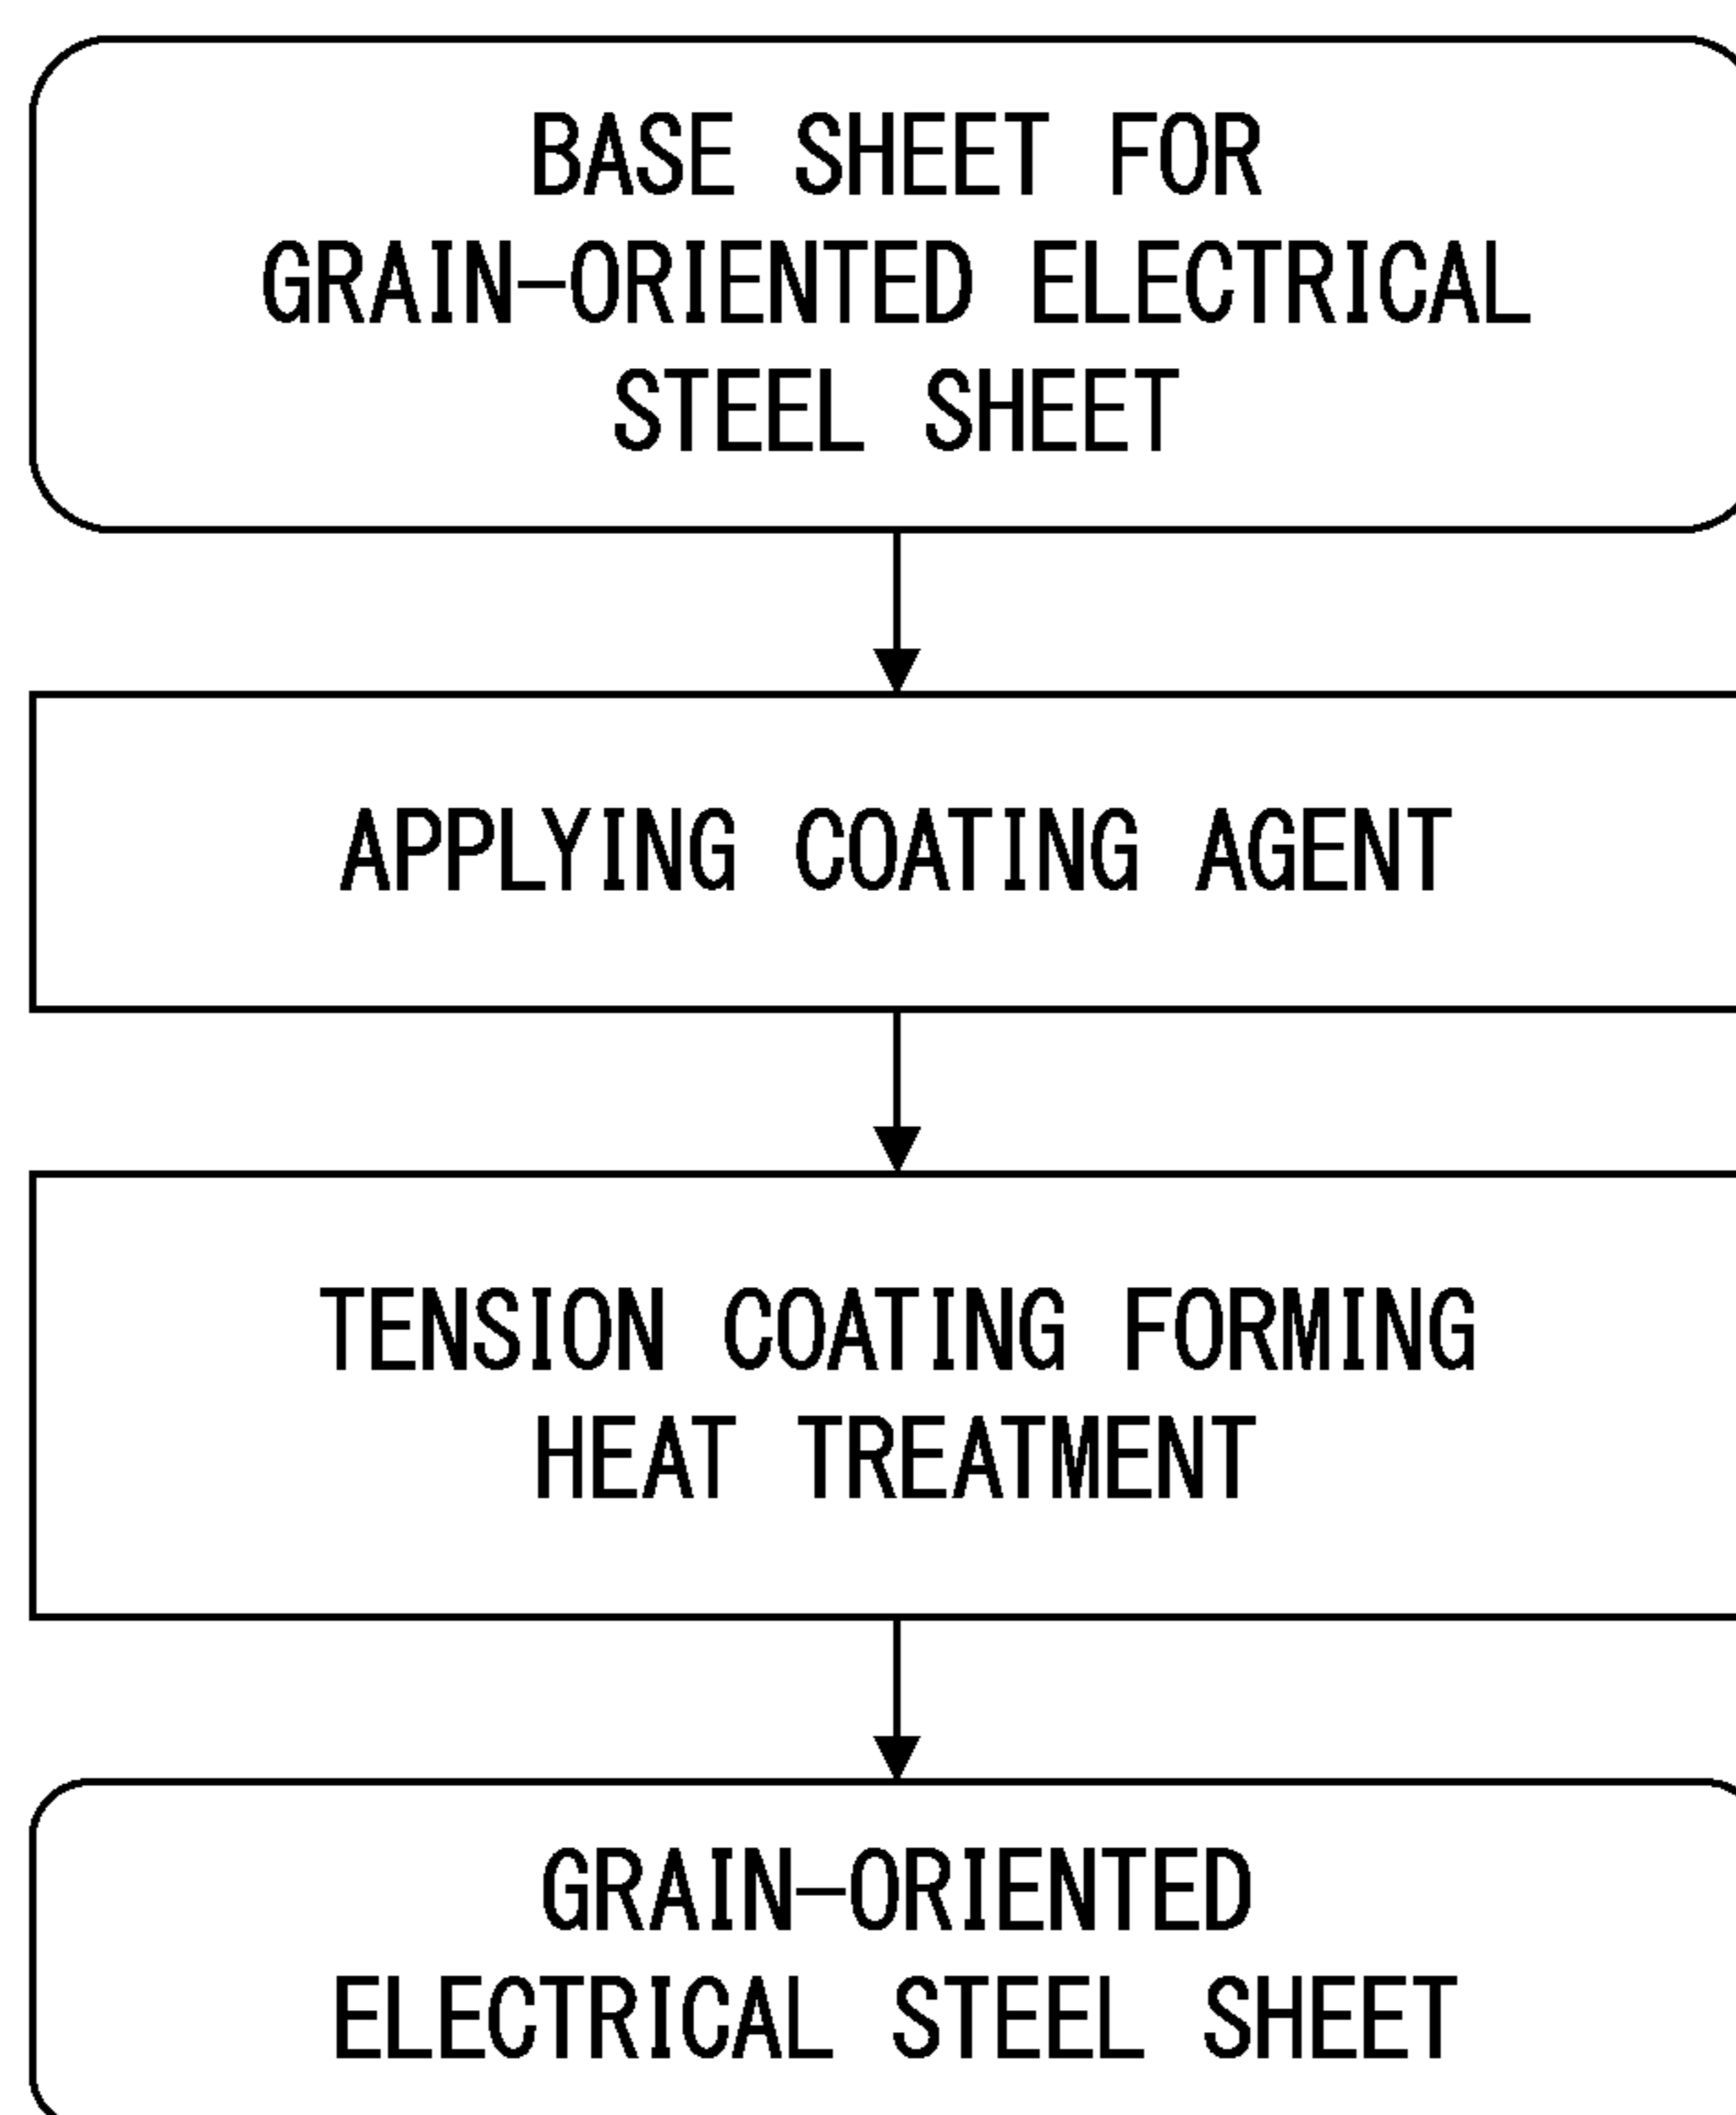 BASE SHEET FOR
GRAIN-ORIENTED ELECTRICAL
STEEL SHEET
APPLYING COATING AGENT
TENSION COATING FORMING
HEAT TREATMENT
GRAIN-ORIENTED
ELECTRICAL STEEL SHEET